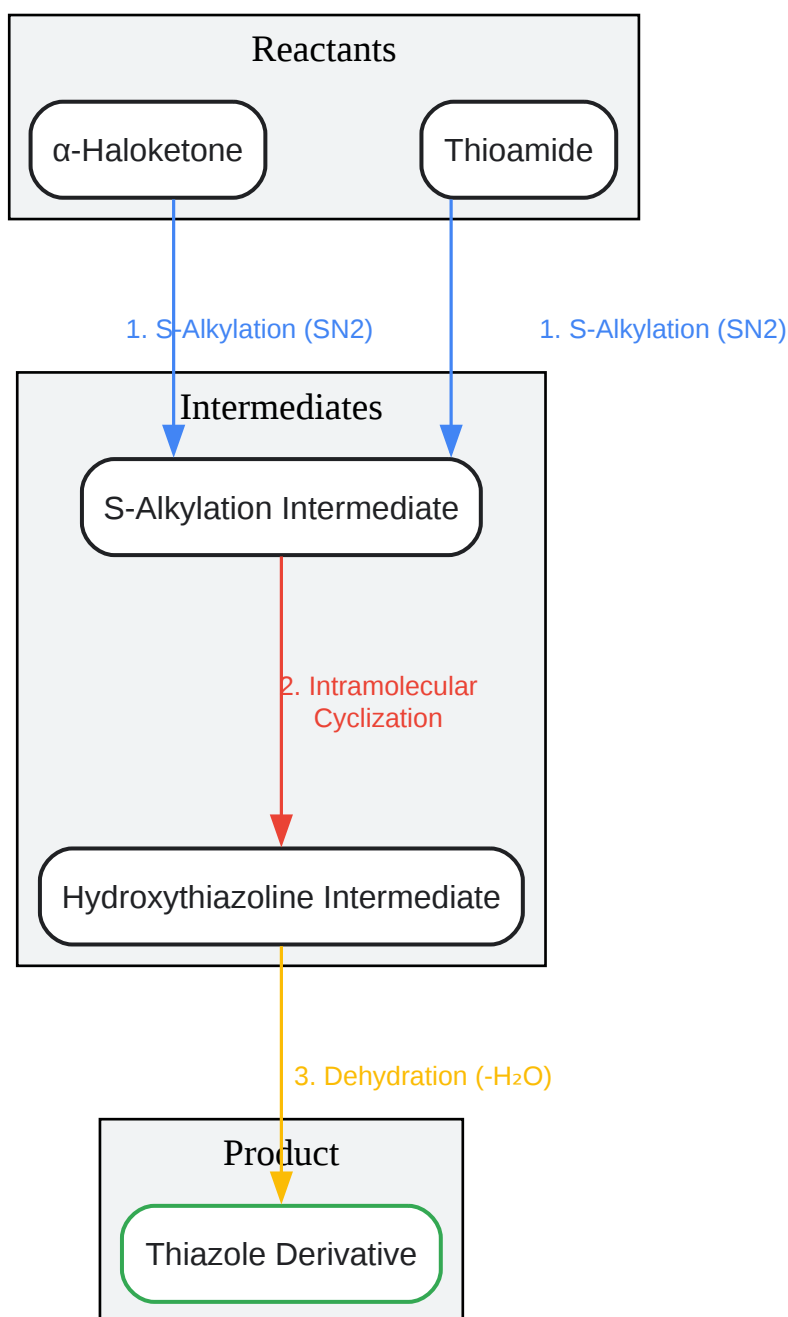 Reactants
α-Haloketone
Thioamide
1. S-Alkylation (SN2)
1. S-Alkylation (SN2)
Intermediates
S-Alkylation Intermediate
2. Intramolecular
Cyclization
Hydroxythiazoline Intermediate
3. Dehydration (-H₂O)
Product
Thiazole Derivative